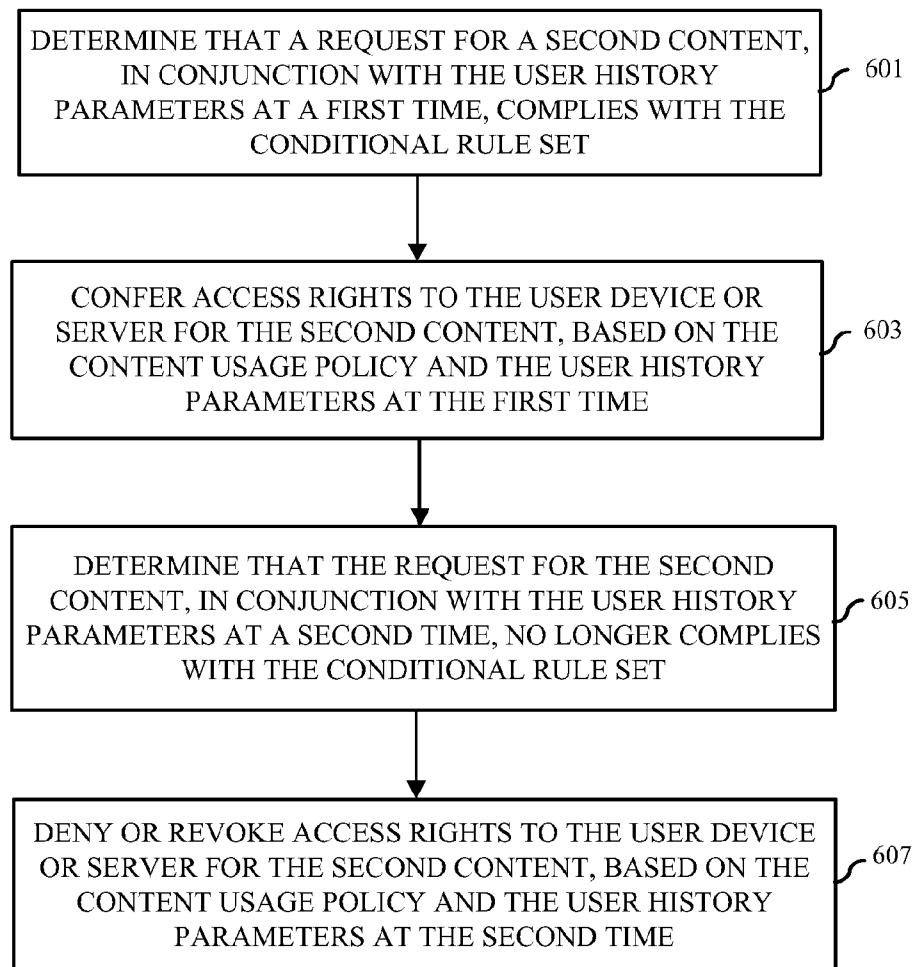 DETERMINE THAT A REQUEST FOR A SECOND CONTENT,
IN CONJUNCTION WITH THE USER HISTORY
PARAMETERS AT A FIRST TIME, COMPLIES WITH THE
CONDITIONAL RULE SET
601
CONFER ACCESS RIGHTS TO THE USER DEVICE OR
SERVER FOR THE SECOND CONTENT, BASED ON THE
CONTENT USAGE POLICY AND THE USER HISTORY
PARAMETERS AT THE FIRST TIME
603
DETERMINE THAT THE REQUEST FOR THE SECOND
CONTENT, IN CONJUNCTION WITH THE USER HISTORY
PARAMETERS AT A SECOND TIME, NO LONGER COMPLIES
WITH THE CONDITIONAL RULE SET
605
DENY OR REVOKE ACCESS RIGHTS TO THE USER DEVICE
OR SERVER FOR THE SECOND CONTENT, BASED ON THE
CONTENT USAGE POLICY AND THE USER HISTORY
PARAMETERS AT THE SECOND TIME
607